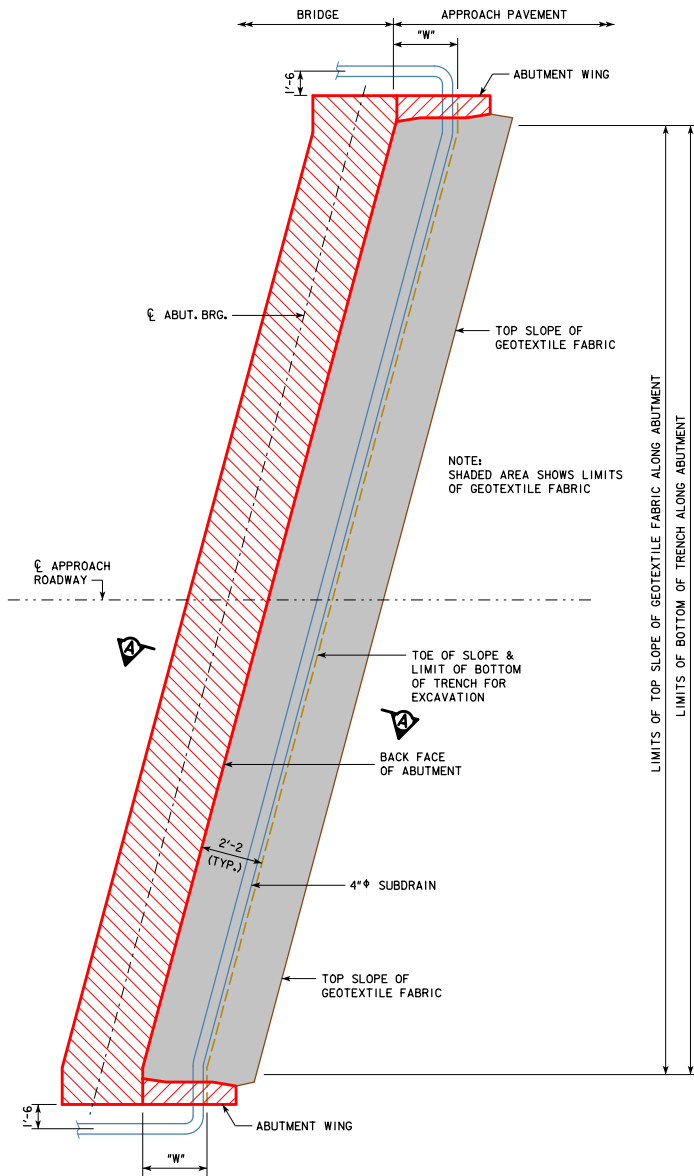 BRIDGE
APPROACH PAVEMENT
"W"
1'-6
ABUTMENT WING
℄ ABUT. BRG.
TOP SLOPE OF
GEOTEXTILE FABRIC
NOTE:
SHADED AREA SHOWS LIMITS
OF GEOTEXTILE FABRIC
LIMITS OF TOP SLOPE OF GEOTEXTILE FABRIC ALONG ABUTMENT
LIMITS OF BOTTOM OF TRENCH ALONG ABUTMENT
℄ APPROACH
ROADWAY
A
TOE OF SLOPE &
LIMIT OF BOTTOM
OF TRENCH FOR
EXCAVATION
A
BACK FACE
OF ABUTMENT
2'-2
(TYP.)
4"ϕ SUBDRAIN
TOP SLOPE OF
GEOTEXTILE FABRIC
1'-6
ABUTMENT WING
"W"